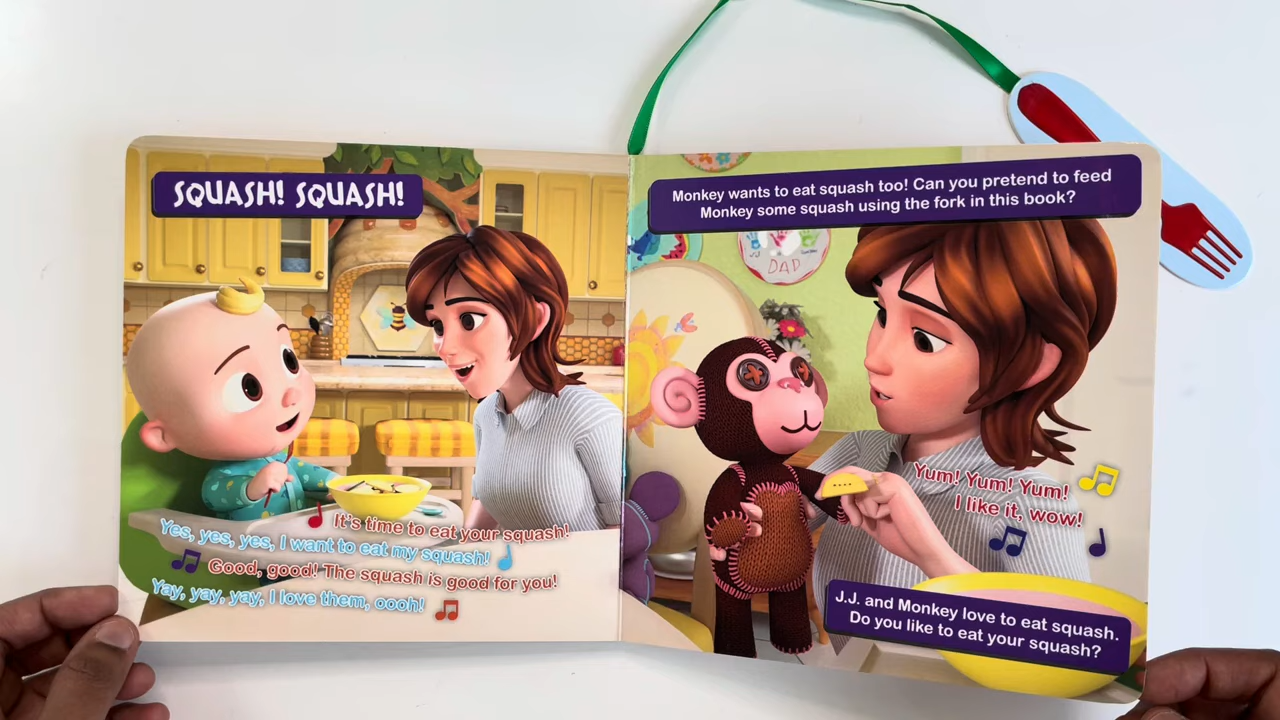 SQUASH! SQUASH!
It's time to eat your squash!
Yes, yes, yes, I want to eat my squash!
Good, good! The squash is good for you!
Yay, yay, yay, I love them, oooh!
Monkey wants to eat squash too! Can you pretend to feed
Monkey some squash using the fork in this book?
DAD
Yum! Yum! Yum!
I like it, wow!
J.J. and Monkey love to eat squash.
Do you like to eat your squash?